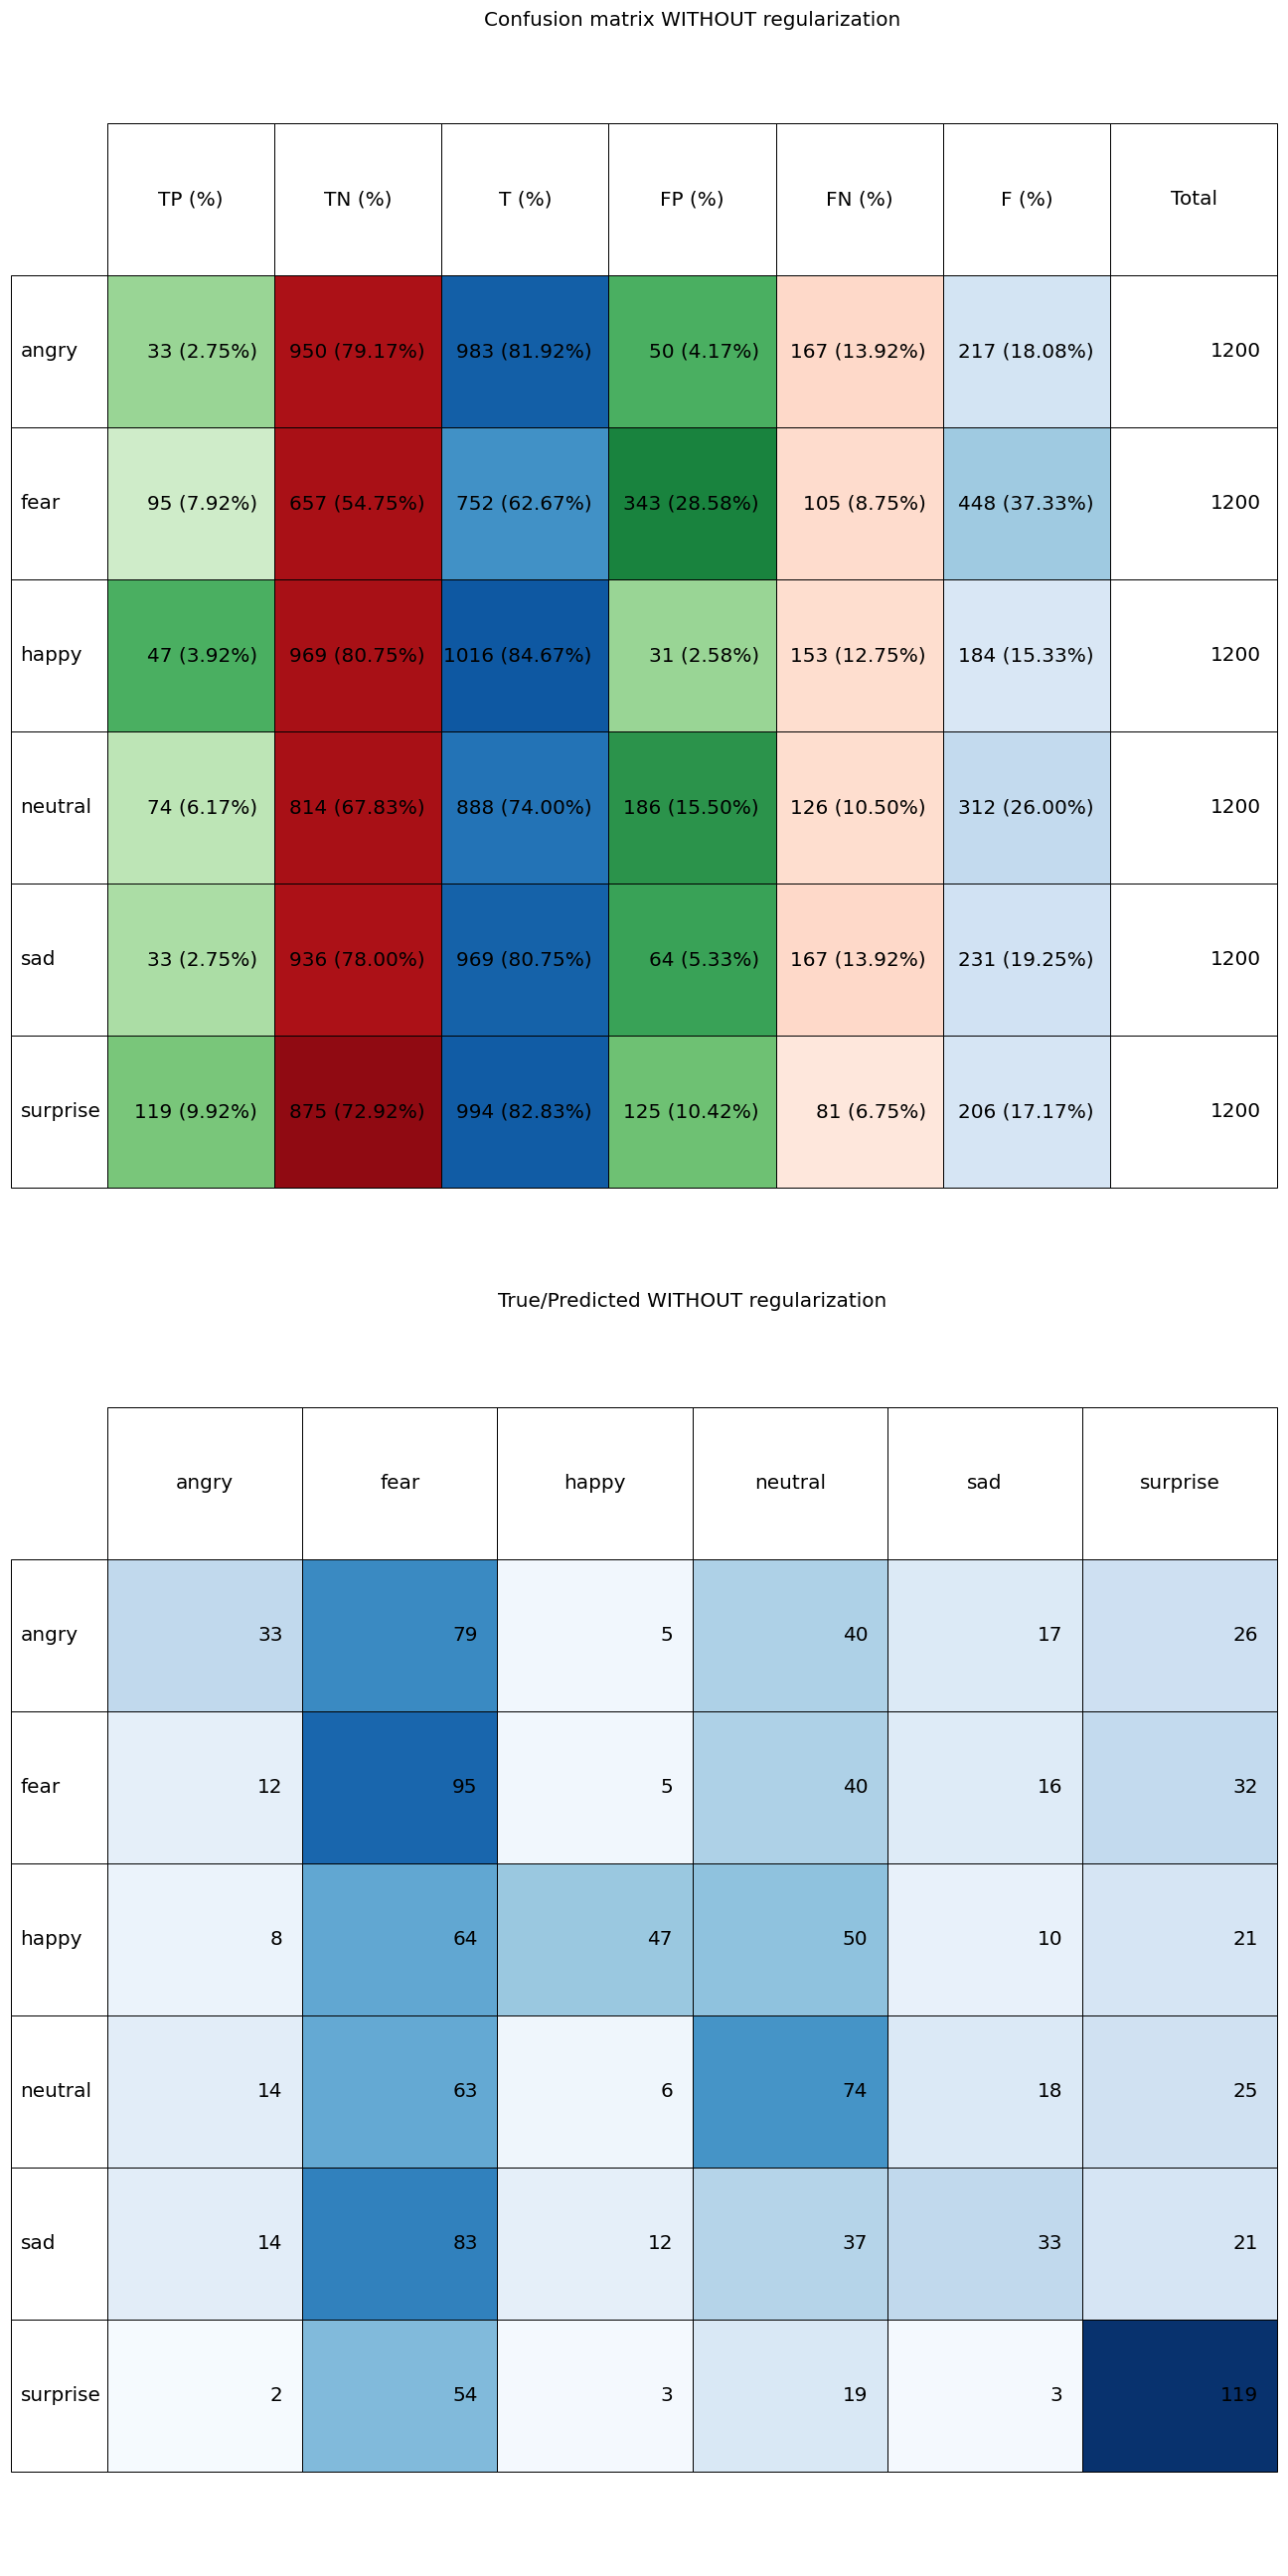 Confusion matrix WITHOUT regularization
TP (%) TN (%) T (%) FP (%) FN (%) F (%) Total
angry 33 (2.75%) 950 (79.17%) 983 (81.92%) 50 (4.17%) 167 (13.92%) 217 (18.08%) 1200
fear 95 (7.92%) 657 (54.75%) 752 (62.67%) 343 (28.58%) 105 (8.75%) 448 (37.33%) 1200
happy 47 (3.92%) 969 (80.75%) 1016 (84.67%) 31 (2.58%) 153 (12.75%) 184 (15.33%) 1200
neutral 74 (6.17%) 814 (67.83%) 888 (74.00%) 186 (15.50%) 126 (10.50%) 312 (26.00%) 1200
sad 33 (2.75%) 936 (78.00%) 969 (80.75%) 64 (5.33%) 167 (13.92%) 231 (19.25%) 1200
surprise 119 (9.92%) 875 (72.92%) 994 (82.83%) 125 (10.42%) 81 (6.75%) 206 (17.17%) 1200
True/Predicted WITHOUT regularization
angry fear happy neutral sad surprise
angry 33 79 5 40 17 26
fear 12 95 5 40 16 32
happy 8 64 47 50 10 21
neutral 14 63 6 74 18 25
sad 14 83 12 37 33 21
surprise 2 54 3 19 3 119